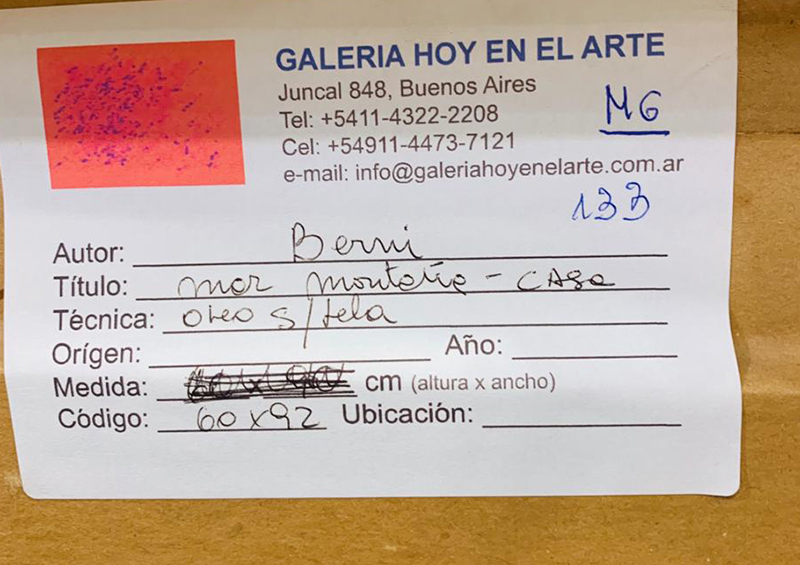 GALERIA HOY EN EL ARTE
Juncal 848, Buenos Aires
Tel: +5411-4322-2208
Cel: +54911-4473-7121
e-mail: info@galeriahoyenelarte.com.ar
MG
133
Autor: Berni
Título: mar montaña - casa
Técnica: oleo s/tela
Orígen: Año:
Medida: cm (altura x ancho)
Código: 60x92 Ubicación: